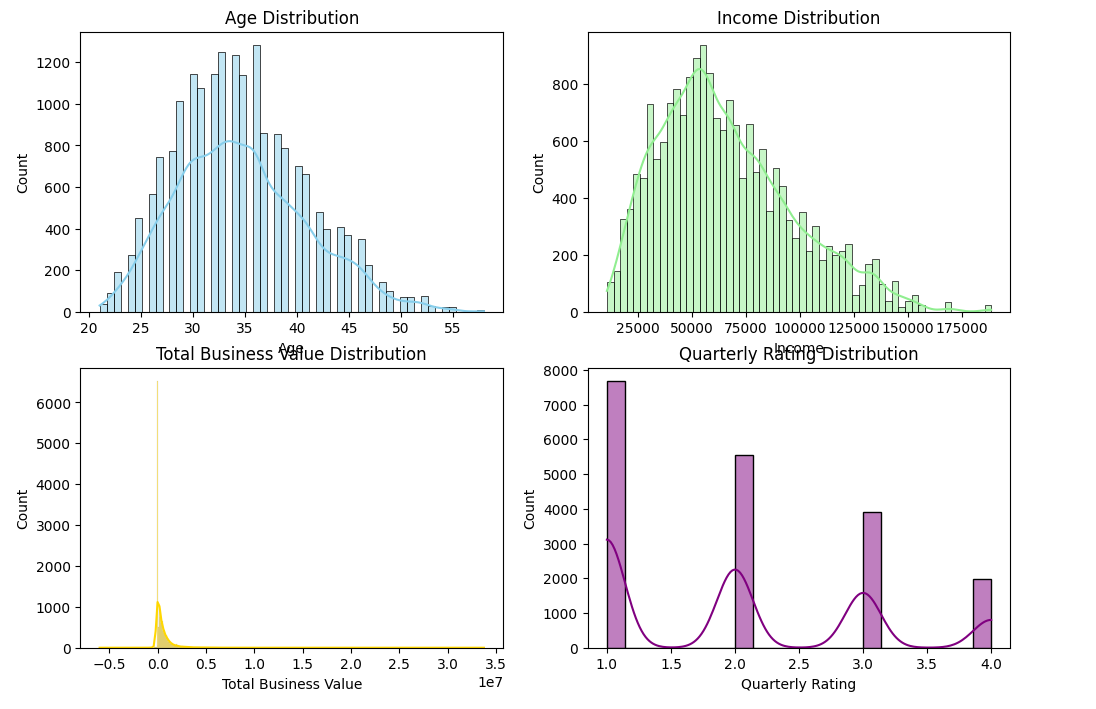 Age Distribution
Count
1200
1000
800
600
400
200
0
20 25 30 35 40 45 50 55
Age
Income Distribution
Count
800
600
400
200
0
25000 50000 75000 100000 125000 150000 175000
Income
Total Business Value Distribution
Count
6000
5000
4000
3000
2000
1000
0
−0.5 0.0 0.5 1.0 1.5 2.0 2.5 3.0 3.5
1e7
Total Business Value
Quarterly Rating Distribution
Count
8000
7000
6000
5000
4000
3000
2000
1000
0
1.0 1.5 2.0 2.5 3.0 3.5 4.0
Quarterly Rating